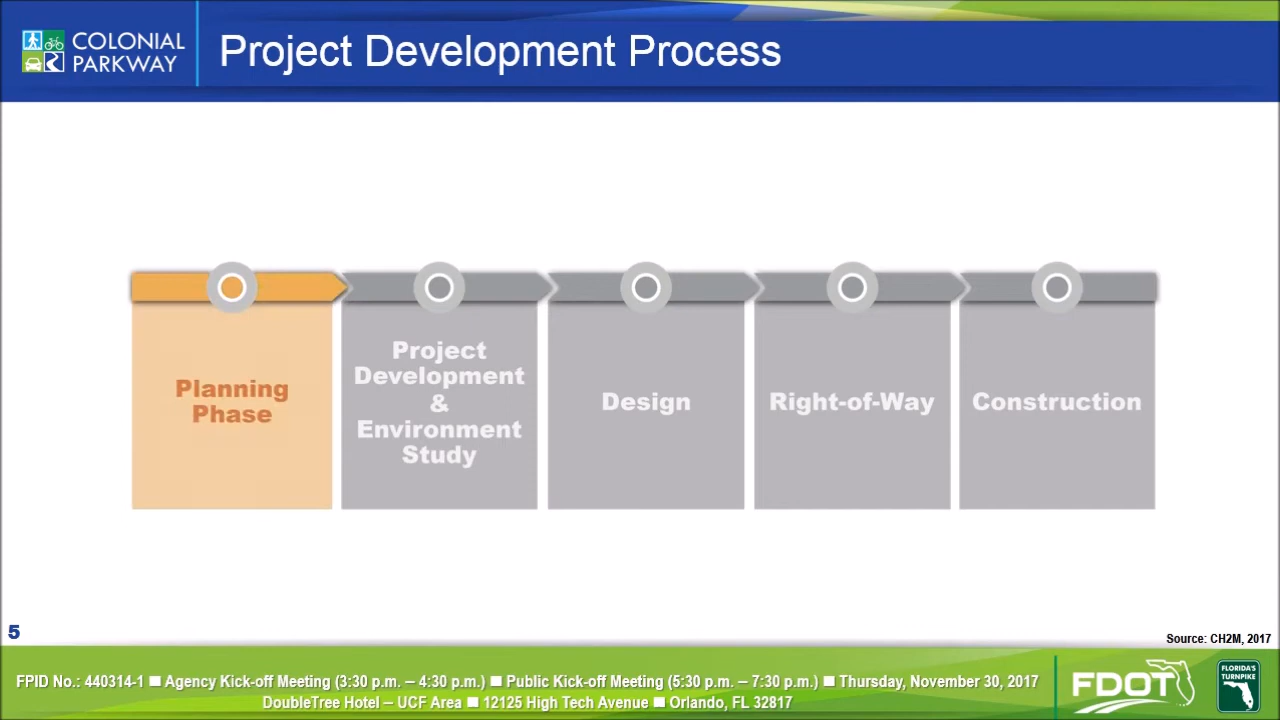 COLONIAL
PARKWAY
Project Development Process
Planning
Phase
Project
Development
&
Environment
Study
Design
Right-of-Way
Construction
5
Source: CH2M, 2017
FPID No.: 440314-1 ■ Agency Kick-off Meeting (3:30 p.m. – 4:30 p.m.) ■ Public Kick-off Meeting (5:30 p.m. – 7:30 p.m.) ■ Thursday, November 30, 2017
DoubleTree Hotel – UCF Area ■ 12125 High Tech Avenue ■ Orlando, FL 32817
FDOT
FLORIDA'S
TURNPIKE